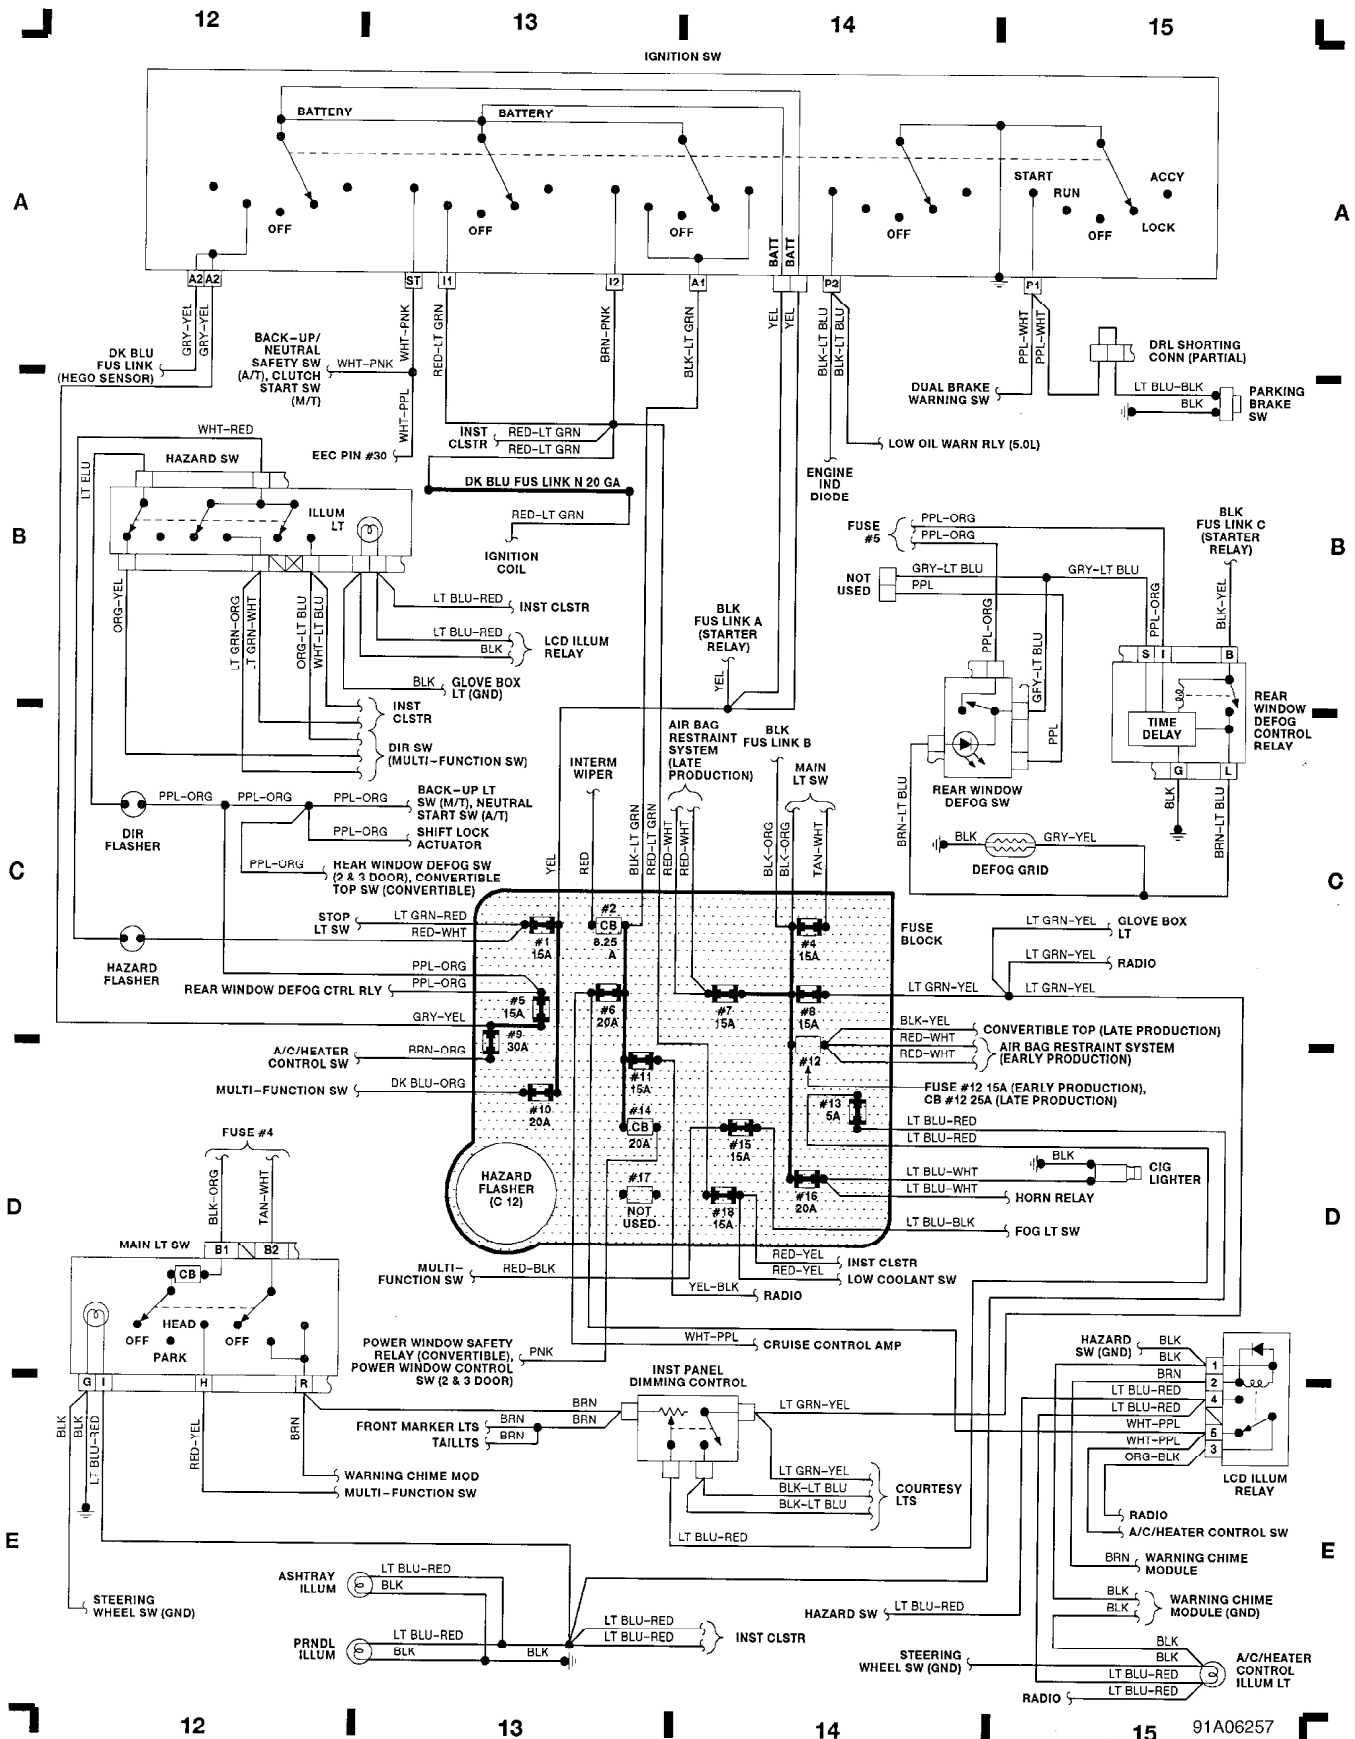 12
13
14
15
IGNITION SW
BATTERY
BATTERY
A
A
START
RUN
ACCY
LOCK
OFF
OFF
OFF
OFF
OFF
BATT
BATT
A2
A2
ST
I1
I2
A1
P2
P1
GRY-YEL
GRY-YEL
WHT-PNK
RED-LT GRN
BRN-PNK
BLK-LT GRN
YEL
YEL
BLK-LT BLU
BLK-LT BLU
PPL-WHT
PPL-WHT
DK BLU
FUS LINK
(HEGO SENSOR)
BACK-UP/
NEUTRAL
SAFETY SW
(A/T), CLUTCH
START SW
(M/T)
WHT-PNK
WHT-PPL
EEC PIN #30
DRL SHORTING
CONN (PARTIAL)
DUAL BRAKE
WARNING SW
LT BLU-BLK
BLK
PARKING
BRAKE
SW
LOW OIL WARN RLY (5.0L)
ENGINE
IND
DIODE
INST
CLSTR
RED-LT GRN
RED-LT GRN
DK BLU FUS LINK N 20 GA
RED-LT GRN
IGNITION
COIL
WHT-RED
HAZARD SW
ILLUM
LT
B
B
ORG-YEL
LT GRN-ORG
LT GRN-WHT
ORG-LT BLU
WHT-LT BLU
LT BLU-RED
INST CLSTR
LT BLU-RED
BLK
LCD ILLUM
RELAY
BLK
GLOVE BOX
LT (GND)
INST
CLSTR
DIR SW
(MULTI-FUNCTION SW)
BLK
FUS LINK A
(STARTER
RELAY)
YEL
FUSE
#5
PPL-ORG
PPL-ORG
NOT
USED
GRY-LT BLU
PPL
GRY-LT BLU
BLK
FUS LINK C
(STARTER
RELAY)
PPL-ORG
PPL-ORG
BLK-YEL
PPL
S
I
B
TIME
DELAY
G
L
REAR
WINDOW
DEFOG
CONTROL
RELAY
REAR WINDOW
DEFOG SW
BRN-LT BLU
BLK
BRN-LT BLU
BLK
GRY-YEL
DEFOG GRID
AIR BAG
RESTRAINT
SYSTEM
(LATE
PRODUCTION)
BLK
FUS LINK B
MAIN
LT SW
INTERM
WIPER
YEL
RED
BLK-LT GRN
RED-LT GRN
RED-WHT
RED-WHT
BLK-ORG
BLK-ORG
TAN-WHT
PPL-ORG
PPL-ORG
BACK-UP LT
SW (M/T), NEUTRAL
START SW (A/T)
DIR
FLASHER
PPL-ORG
SHIFT LOCK
ACTUATOR
PPL-ORG
REAR WINDOW DEFOG SW
(2 & 3 DOOR), CONVERTIBLE
TOP SW (CONVERTIBLE)
C
C
STOP
LT SW
LT GRN-RED
RED-WHT
HAZARD
FLASHER
PPL-ORG
REAR WINDOW DEFOG CTRL RLY
PPL-ORG
GRY-YEL
A/C/HEATER
CONTROL SW
BRN-ORG
MULTI-FUNCTION SW
DK BLU-ORG
#1
15A
#2
CB
8.25
A
#4
15A
FUSE
BLOCK
#5
15A
#6
20A
#7
15A
#8
15A
#9
30A
#10
20A
#11
15A
#12
#13
5A
#14
CB
20A
#15
15A
#16
20A
#17
NOT
USED
#18
15A
HAZARD
FLASHER
(C 12)
LT GRN-YEL
GLOVE BOX
LT
LT GRN-YEL
RADIO
LT GRN-YEL
LT GRN-YEL
BLK-YEL
CONVERTIBLE TOP (LATE PRODUCTION)
RED-WHT
RED-WHT
AIR BAG RESTRAINT SYSTEM
(EARLY PRODUCTION)
FUSE #12 15A (EARLY PRODUCTION),
CB #12 25A (LATE PRODUCTION)
LT BLU-RED
LT BLU-RED
BLK
CIG
LIGHTER
LT BLU-WHT
LT BLU-WHT
HORN RELAY
LT BLU-BLK
FOG LT SW
D
D
FUSE #4
BLK-ORG
TAN-WHT
MAIN LT SW
B1
B2
CB
OFF
HEAD
OFF
PARK
G
I
H
R
MULTI-
FUNCTION SW
RED-BLK
RED-YEL
INST CLSTR
RED-YEL
LOW COOLANT SW
YEL-BLK
RADIO
WHT-PPL
CRUISE CONTROL AMP
POWER WINDOW SAFETY
RELAY (CONVERTIBLE),
POWER WINDOW CONTROL
SW (2 & 3 DOOR)
PNK
INST PANEL
DIMMING CONTROL
BRN
BRN
BRN
BRN
FRONT MARKER LTS
TAILLTS
LT GRN-YEL
BLK
BLK
LT BLU-RED
RED-YEL
BRN
WARNING CHIME MOD
MULTI-FUNCTION SW
LT GRN-YEL
BLK-LT BLU
BLK-LT BLU
COURTESY
LTS
LT BLU-RED
HAZARD
SW (GND)
BLK
BLK
BRN
LT BLU-RED
LT BLU-RED
WHT-PPL
WHT-PPL
ORG-BLK
1
2
4
5
3
LCD ILLUM
RELAY
RADIO
A/C/HEATER CONTROL SW
BRN
WARNING CHIME
MODULE
BLK
BLK
WARNING CHIME
MODULE (GND)
E
E
STEERING
WHEEL SW (GND)
ASHTRAY
ILLUM
LT BLU-RED
BLK
PRNDL
ILLUM
LT BLU-RED
BLK
BLK
LT BLU-RED
LT BLU-RED
INST CLSTR
HAZARD SW
LT BLU-RED
STEERING
WHEEL SW (GND)
BLK
BLK
LT BLU-RED
LT BLU-RED
RADIO
A/C/HEATER
CONTROL
ILLUM LT
12
13
14
15
91A06257